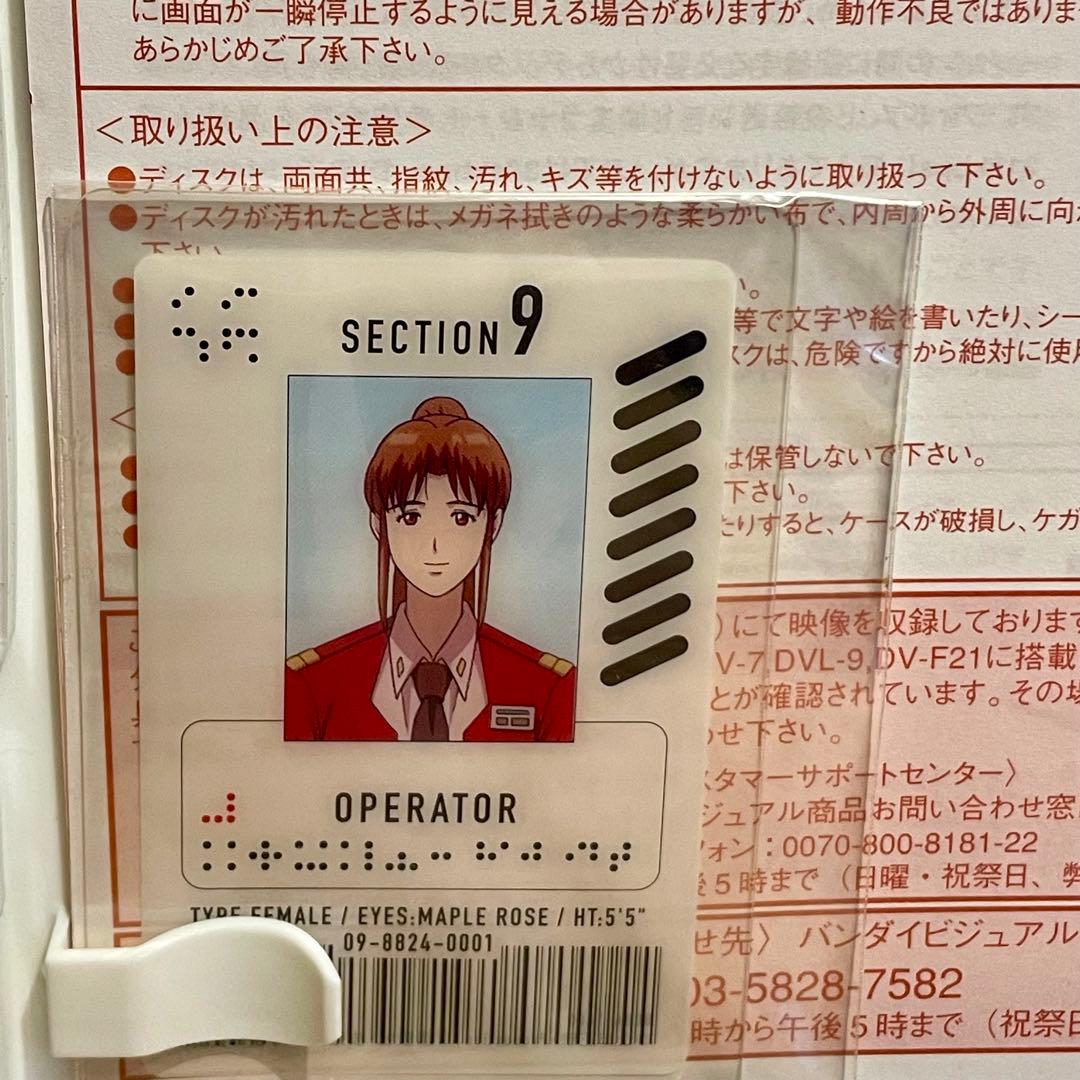 に画面が一瞬停止するように見える場合がありますが、動作不良ではありま
あらかじめご了承下さい。
＜取り扱い上の注意＞
●ディスクは、両面共、指紋、汚れ、キズ等を付けないように取り扱って下さい。
●ディスクが汚れたときは、メガネ拭きのような柔らかい布で、内周から外周に向
下さい。
い。
等で文字や絵を書いたり、シー
スクは、危険ですから絶対に使用
は保管しないで下さい。
下さい。
たりすると、ケースが破損し、ケガ
）にて映像を収録しております
V-7,DVL-9,DV-F21に搭載
とが確認されています。その場
わせ下さい。
スタマーサポートセンター〉
ジュアル商品お問い合わせ窓
フォン：0070-800-8181-22
後5時まで（日曜・祝祭日、弊
せ先〉 バンダイビジュアル
03-5828-7582
時から午後5時まで（祝祭日
SECTION 9
OPERATOR
TYPE FEMALE / EYES:MAPLE ROSE / HT:5'5"
09-8824-0001